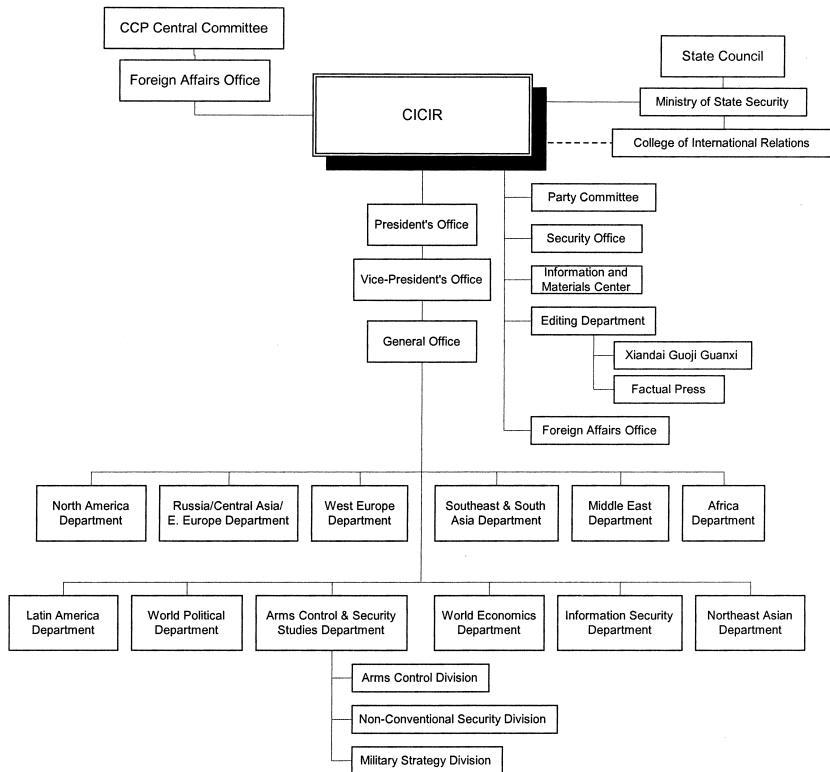 CCP Central Committee
Foreign Affairs Office
State Council
Ministry of State Security
CICIR
College of International Relations
Party Committee
President's Office
Security Office
Vice-President's Office
Information and
Materials Center
Editing Department
General Office
Xiandai Guoji Guanxi
Factual Press
Foreign Affairs Office
North America
Department
Russia/Central Asia/
E. Europe Department
West Europe
Department
Southeast & South
Asia Department
Middle East
Department
Africa
Department
Latin America
Department
World Political
Department
Arms Control & Security
Studies Department
World Economics
Department
Information Security
Department
Northeast Asian
Department
Arms Control Division
Non-Conventional Security Division
Military Strategy Division